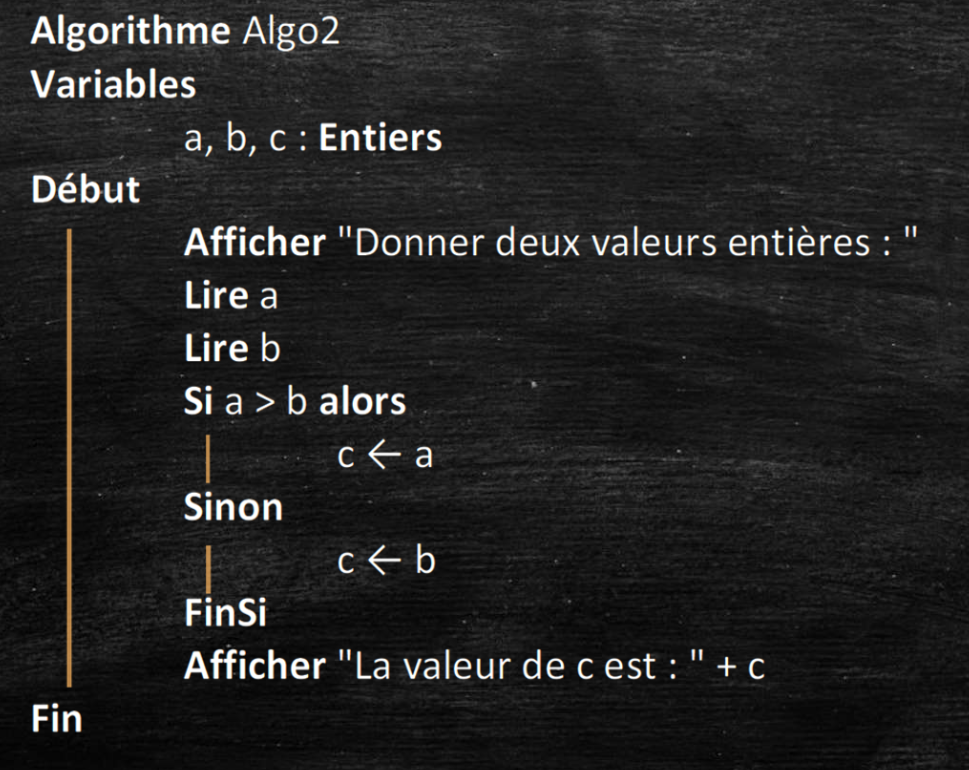 Algorithme Algo2
Variables
a, b, c : Entiers
Début
Afficher "Donner deux valeurs entières : "
Lire a
Lire b
Si a > b alors
c ← a
Sinon
c ← b
FinSi
Afficher "La valeur de c est : " + c
Fin